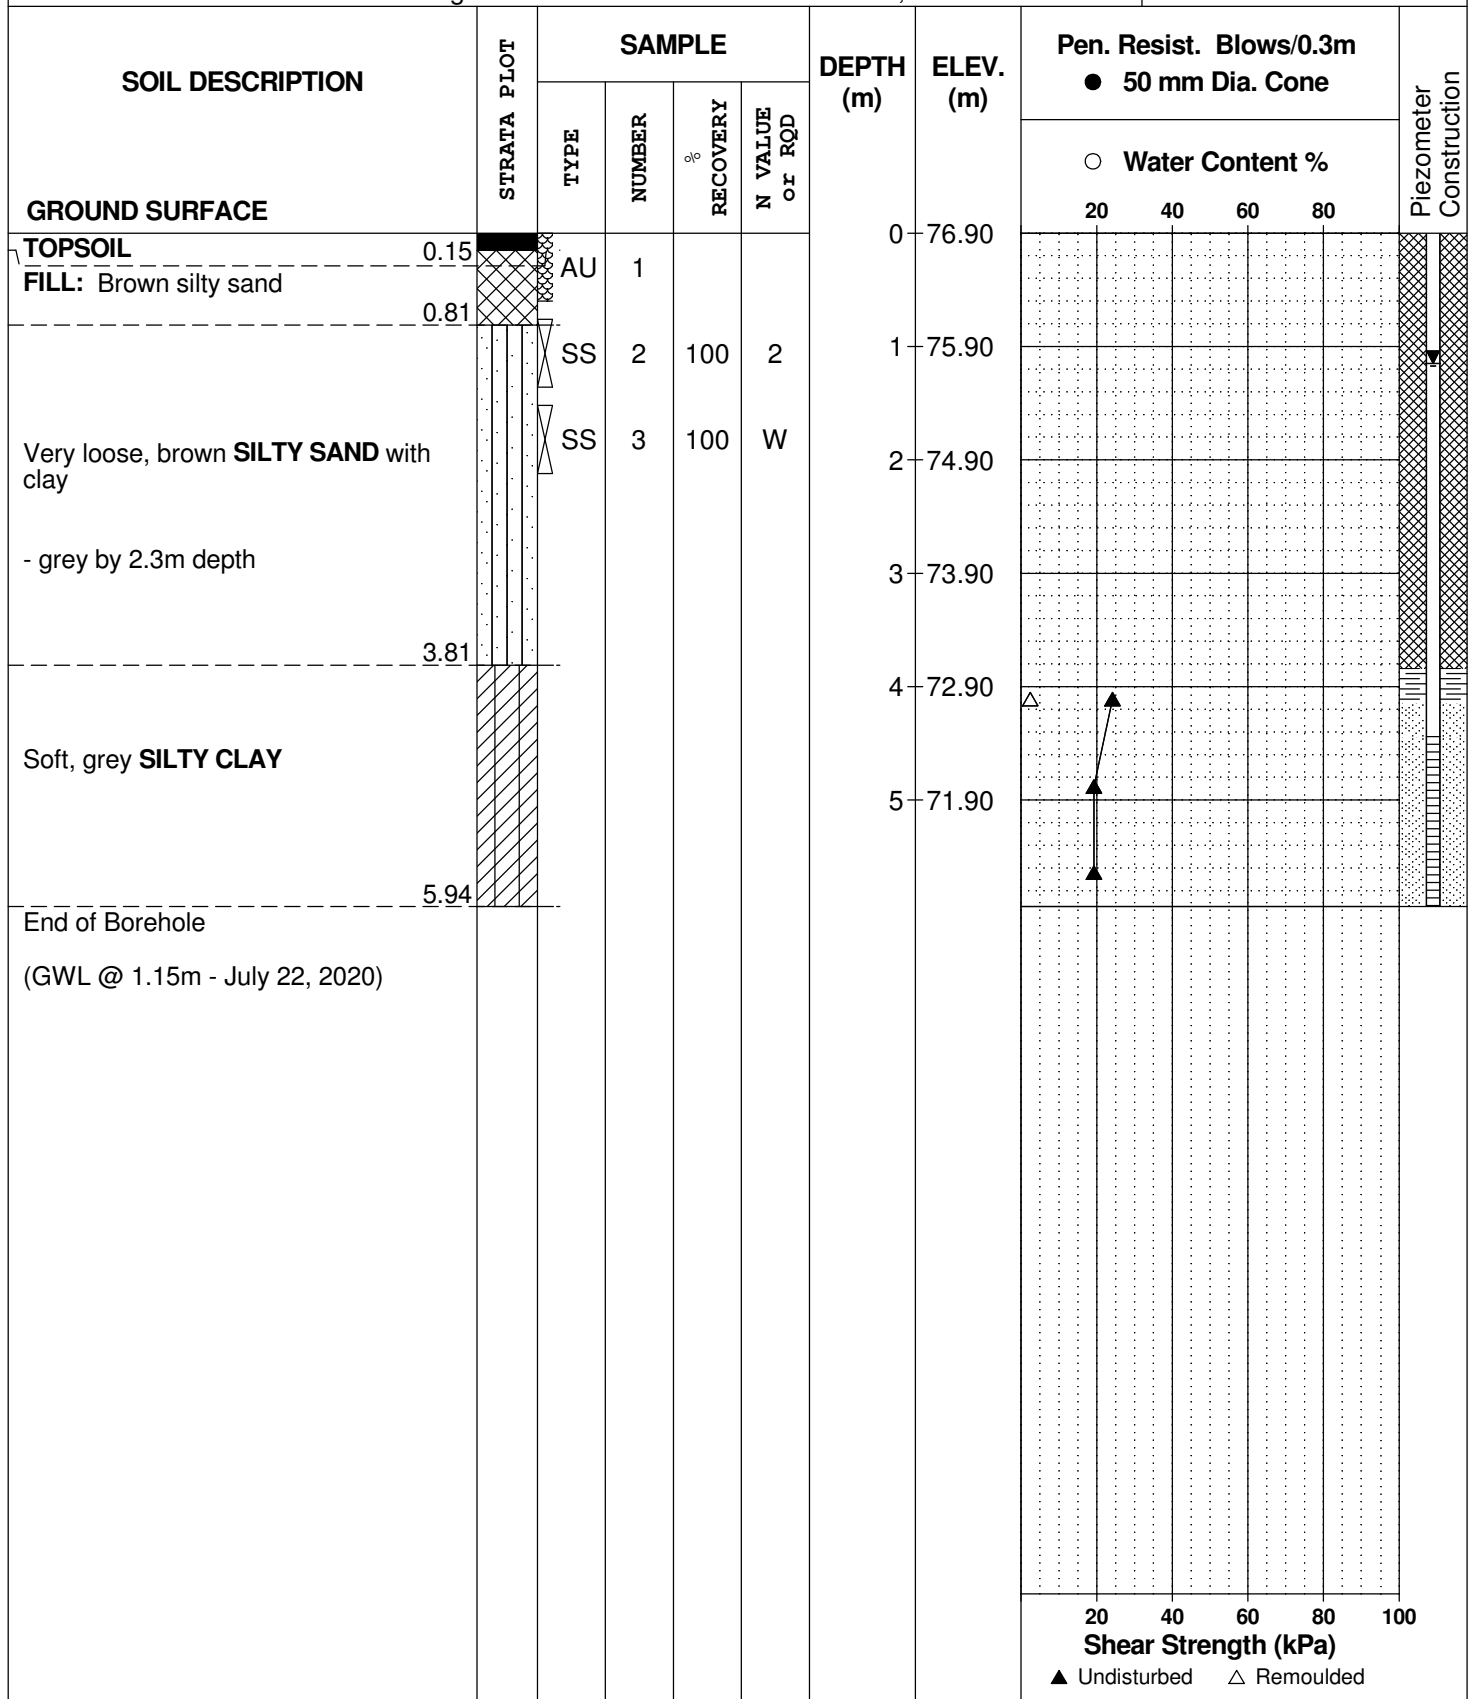 SOIL DESCRIPTION
GROUND SURFACE
STRATA PLOT
SAMPLE
TYPE
NUMBER
% RECOVERY
N VALUE or RQD
DEPTH (m)
ELEV. (m)
Pen. Resist. Blows/0.3m
● 50 mm Dia. Cone
○ Water Content %
20 40 60 80
Piezometer Construction
TOPSOIL 0.15
FILL: Brown silty sand
0.81
AU 1
SS 2 100 2
SS 3 100 W
Very loose, brown SILTY SAND with
clay
- grey by 2.3m depth
3.81
Soft, grey SILTY CLAY
5.94
End of Borehole
(GWL @ 1.15m - July 22, 2020)
0 76.90
1 75.90
2 74.90
3 73.90
4 72.90
5 71.90
20 40 60 80 100
Shear Strength (kPa)
▲ Undisturbed △ Remoulded